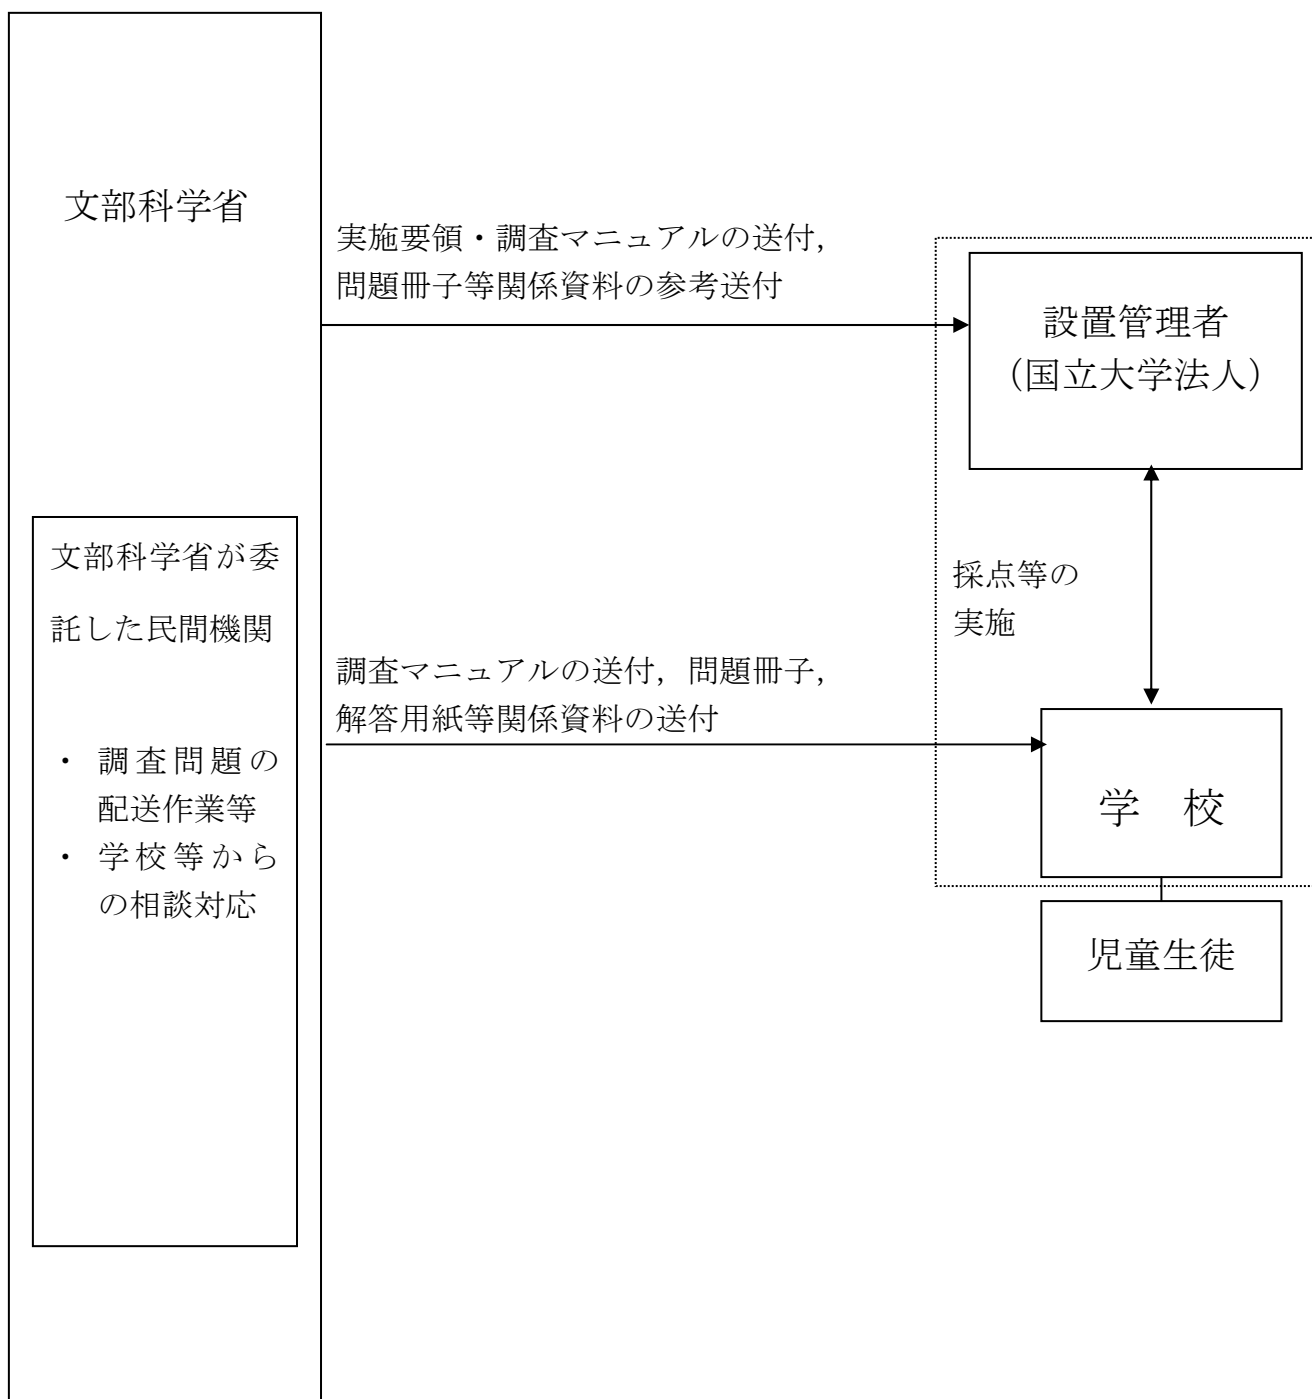 文部科学省
実施要領・調査マニュアルの送付，
問題冊子等関係資料の参考送付
設置管理者
（国立大学法人）
文部科学省が委
託した民間機関
・ 調査問題の
配送作業等
・ 学校等から
の相談対応
採点等の
実施
調査マニュアルの送付，問題冊子，
解答用紙等関係資料の送付
学　校
児童生徒